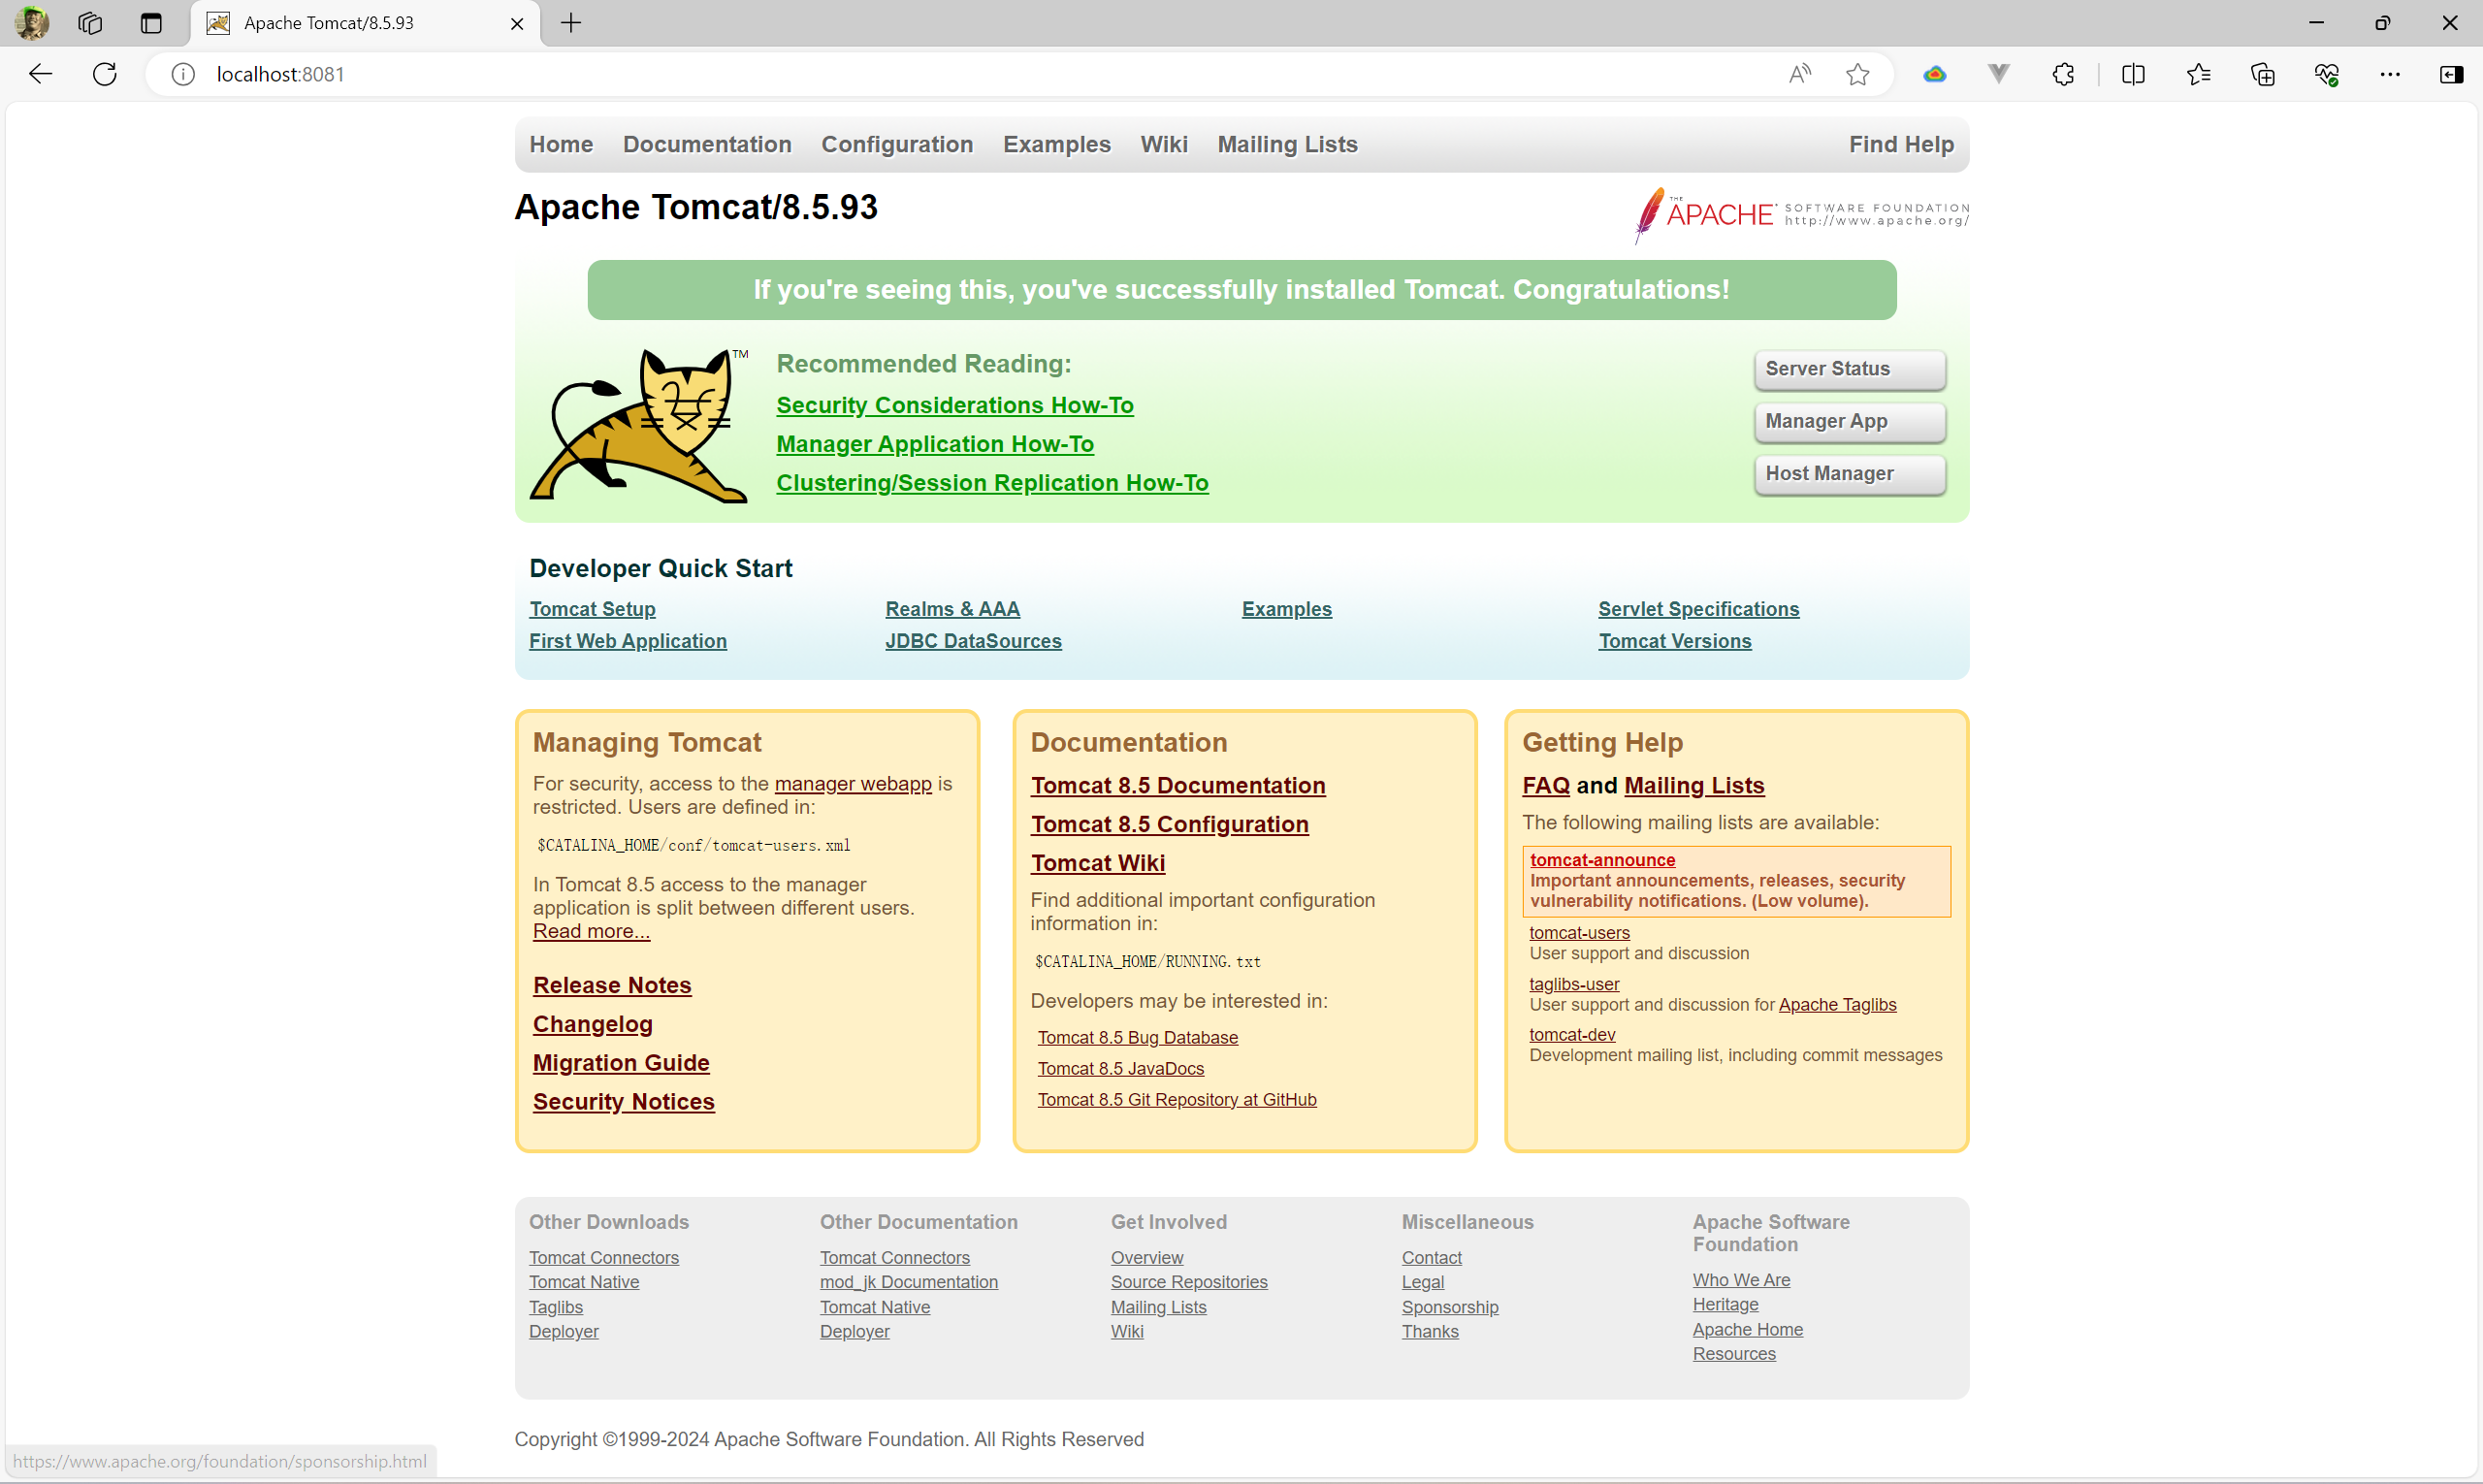 Apache Tomcat/8.5.93
localhost:8081
Home Documentation Configuration Examples Wiki Mailing Lists Find Help
Apache Tomcat/8.5.93
THE APACHE SOFTWARE FOUNDATION
http://www.apache.org/
If you're seeing this, you've successfully installed Tomcat. Congratulations!
TM
Recommended Reading:
Security Considerations How-To
Manager Application How-To
Clustering/Session Replication How-To
Server Status
Manager App
Host Manager
Developer Quick Start
Tomcat Setup
First Web Application
Realms & AAA
JDBC DataSources
Examples
Servlet Specifications
Tomcat Versions
Managing Tomcat
For security, access to the manager webapp is
restricted. Users are defined in:
$CATALINA_HOME/conf/tomcat-users.xml
In Tomcat 8.5 access to the manager
application is split between different users.
Read more...
Release Notes
Changelog
Migration Guide
Security Notices
Documentation
Tomcat 8.5 Documentation
Tomcat 8.5 Configuration
Tomcat Wiki
Find additional important configuration
information in:
$CATALINA_HOME/RUNNING.txt
Developers may be interested in:
Tomcat 8.5 Bug Database
Tomcat 8.5 JavaDocs
Tomcat 8.5 Git Repository at GitHub
Getting Help
FAQ and Mailing Lists
The following mailing lists are available:
tomcat-announce
Important announcements, releases, security
vulnerability notifications. (Low volume).
tomcat-users
User support and discussion
taglibs-user
User support and discussion for Apache Taglibs
tomcat-dev
Development mailing list, including commit messages
Other Downloads
Tomcat Connectors
Tomcat Native
Taglibs
Deployer
Other Documentation
Tomcat Connectors
mod_jk Documentation
Tomcat Native
Deployer
Get Involved
Overview
Source Repositories
Mailing Lists
Wiki
Miscellaneous
Contact
Legal
Sponsorship
Thanks
Apache Software
Foundation
Who We Are
Heritage
Apache Home
Resources
Copyright ©1999-2024 Apache Software Foundation. All Rights Reserved
https://www.apache.org/foundation/sponsorship.html